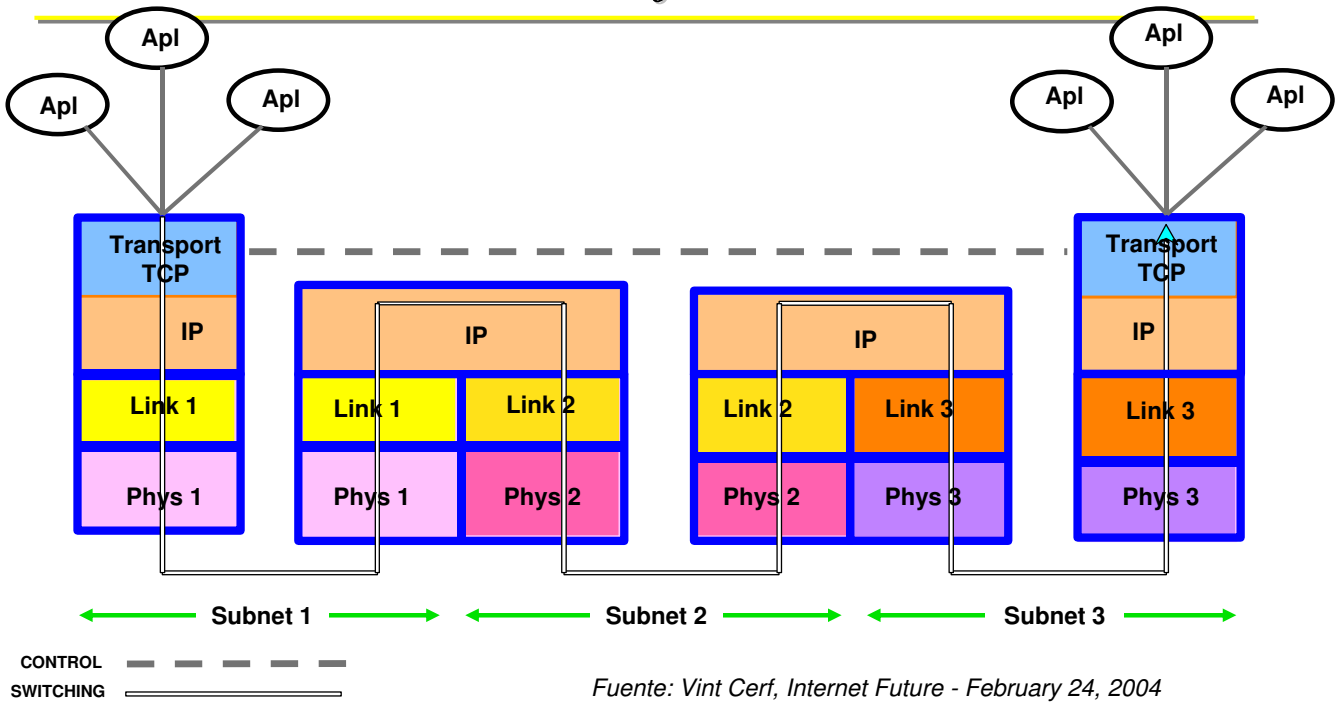 Apl
Apl
Apl
Apl
Apl
Apl
Transport
TCP
IP
Link 1
Phys 1
IP
Link 1
Link 2
Phys 1
Phys 2
IP
Link 2
Link 3
Phys 2
Phys 3
Transport
TCP
IP
Link 3
Phys 3
Subnet 1
Subnet 2
Subnet 3
CONTROL
SWITCHING
Fuente: Vint Cerf, Internet Future - February 24, 2004